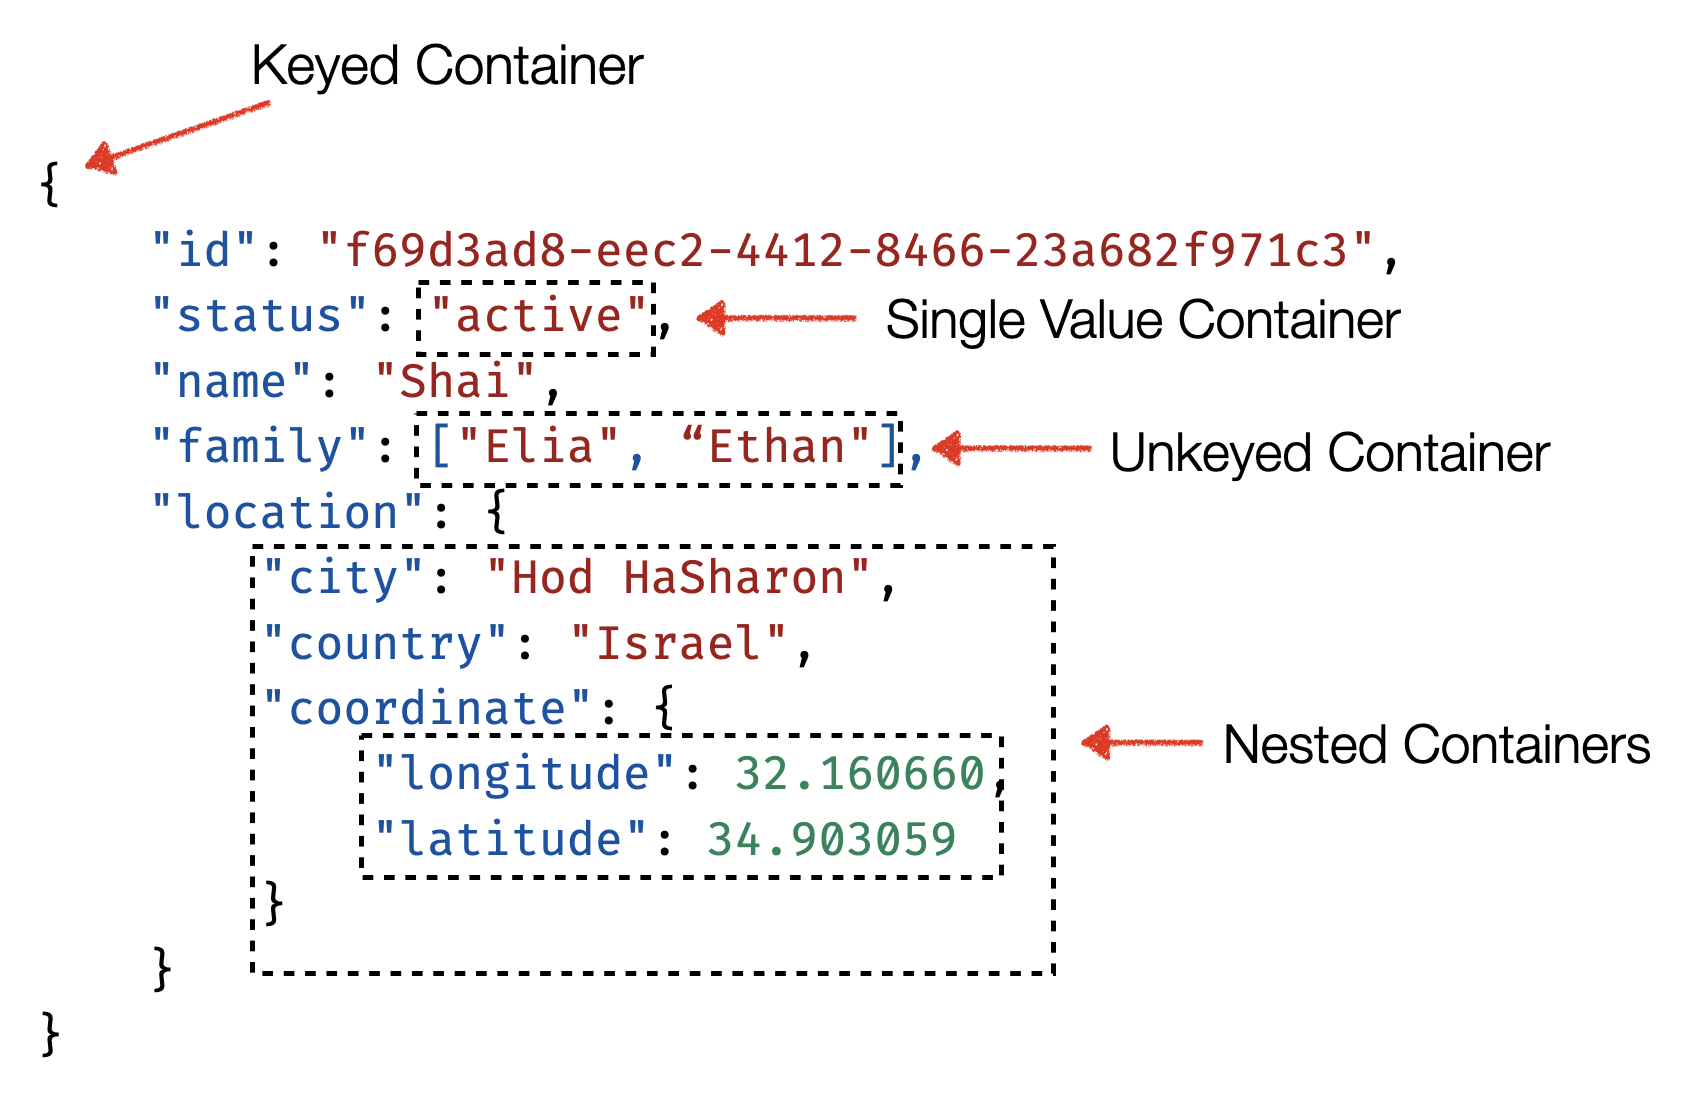 Keyed Container
{
"id": "f69d3ad8-eec2-4412-8466-23a682f971c3",
"status": "active", Single Value Container
"name": "Shai",
"family": ["Elia", “Ethan"], Unkeyed Container
"location": {
"city": "Hod HaSharon",
"country": "Israel",
"coordinate": {
"longitude": 32.160660,
"latitude": 34.903059
}
}
}
Nested Containers